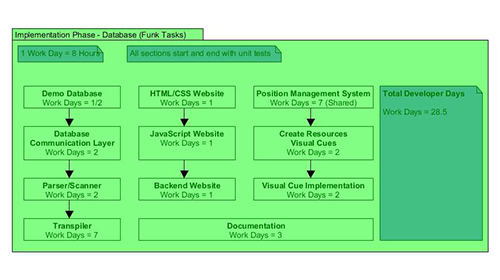 Implementation Phase - Database (Funk Tasks)
1 Work Day = 8 Hours
All sections start and end with unit tests
Demo Database
Work Days = 1/2
Database
Communication Layer
Work Days = 2
Parser/Scanner
Work Days = 2
Transpiler
Work Days = 7
HTML/CSS Website
Work Days = 1
JavaScript Website
Work Days = 1
Backend Website
Work Days = 1
Position Management System
Work Days = 7 (Shared)
Create Resources
Visual Cues
Work Days = 2
Visual Cue Implementation
Work Days = 2
Documentation
Work Days = 3
Total Developer Days
Work Days = 28.5